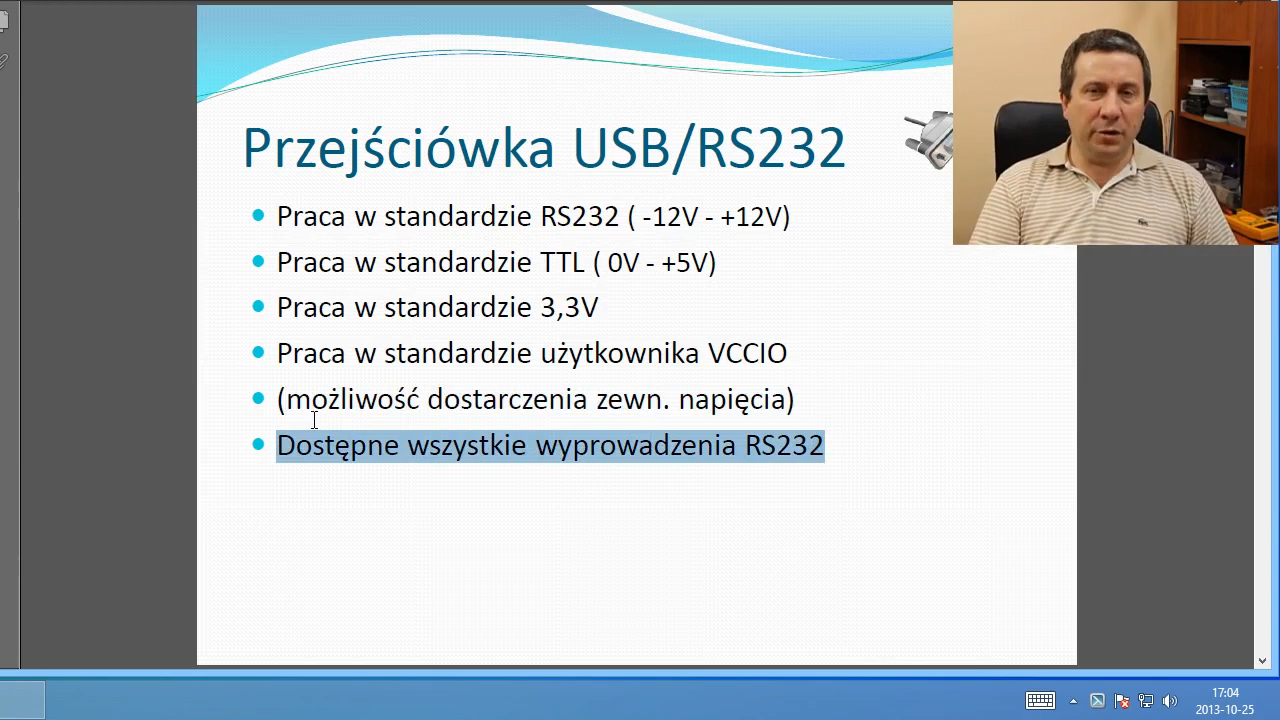 Przejściówka USB/RS232
Praca w standardzie RS232 ( -12V - +12V)
Praca w standardzie TTL ( 0V - +5V)
Praca w standardzie 3,3V
Praca w standardzie użytkownika VCCIO
(możliwość dostarczenia zewn. napięcia)
Dostępne wszystkie wyprowadzenia RS232
17:04
2013-10-25